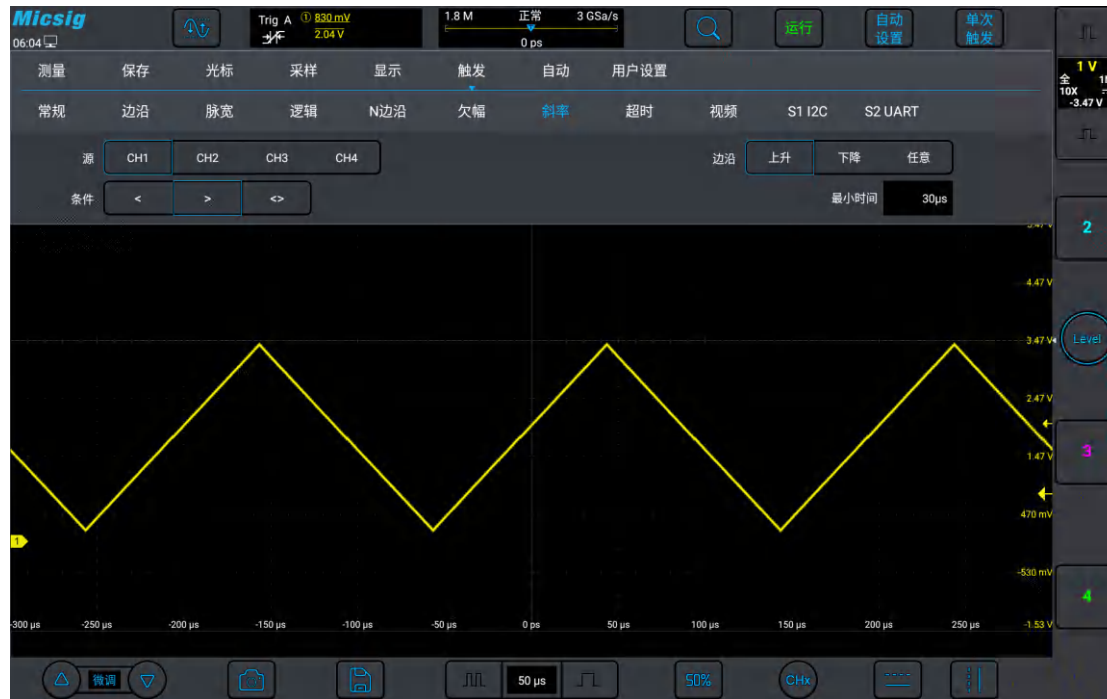 Micsig
06:04
Trig A ① 830 mV
2.04 V
1.8 M 正常 3 GSa/s
0 ps
运行
自动
设置
单次
触发
测量 保存 光标 采样 显示 触发 自动 用户设置
常规 边沿 脉宽 逻辑 N边沿 欠幅 斜率 超时 视频 S1 I2C S2 UART
源 CH1 CH2 CH3 CH4 边沿 上升 下降 任意
条件 < > <> 最小时间 30μs
1 V
全
10X
-3.47 V
2
4.47 V
Level
3.47 V
2.47 V
3
1.47 V
470 mV
1
-530 mV
4
-300 μs -250 μs -200 μs -150 μs -100 μs -50 μs 0 ps 50 μs 100 μs 150 μs 200 μs 250 μs -1.53 V
微调 50 μs 50% CHx